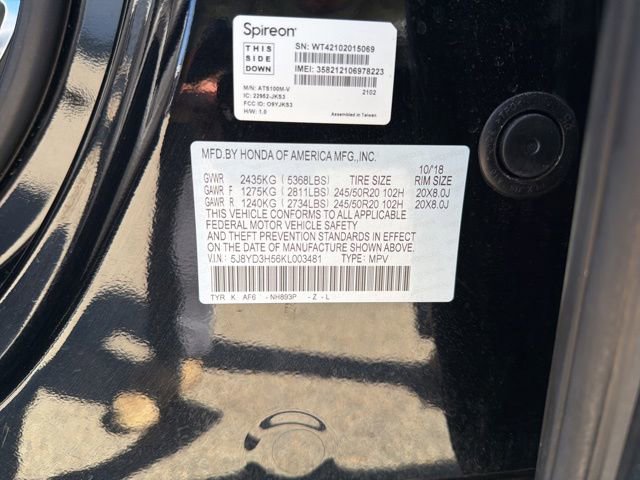 Spireon
THIS
SIDE
DOWN
SN: WT42102015069
IMEI: 358212106978223
2102
M/N: ATS100M-V
IC: 22952-JKS3
FCC ID: O9YJKS3
H/W: 1.0
Assembled in Taiwan
MFD.BY HONDA OF AMERICA MFG.,INC.
10/'18
GVWR 2435KG (5368LBS) TIRE SIZE RIM SIZE
GAWR F 1275KG (2811LBS) 245/50R20 102H 20X8.0J
GAWR R 1240KG (2734LBS) 245/50R20 102H 20X8.0J
THIS VEHICLE CONFORMS TO ALL APPLICABLE
FEDERAL MOTOR VEHICLE SAFETY
AND THEFT PREVENTION STANDARDS IN EFFECT
ON THE DATE OF MANUFACTURE SHOWN ABOVE.
V.I.N: 5J8YD3H56KL003481 TYPE: MPV
TYR K AF6 -NH893P -Z -L